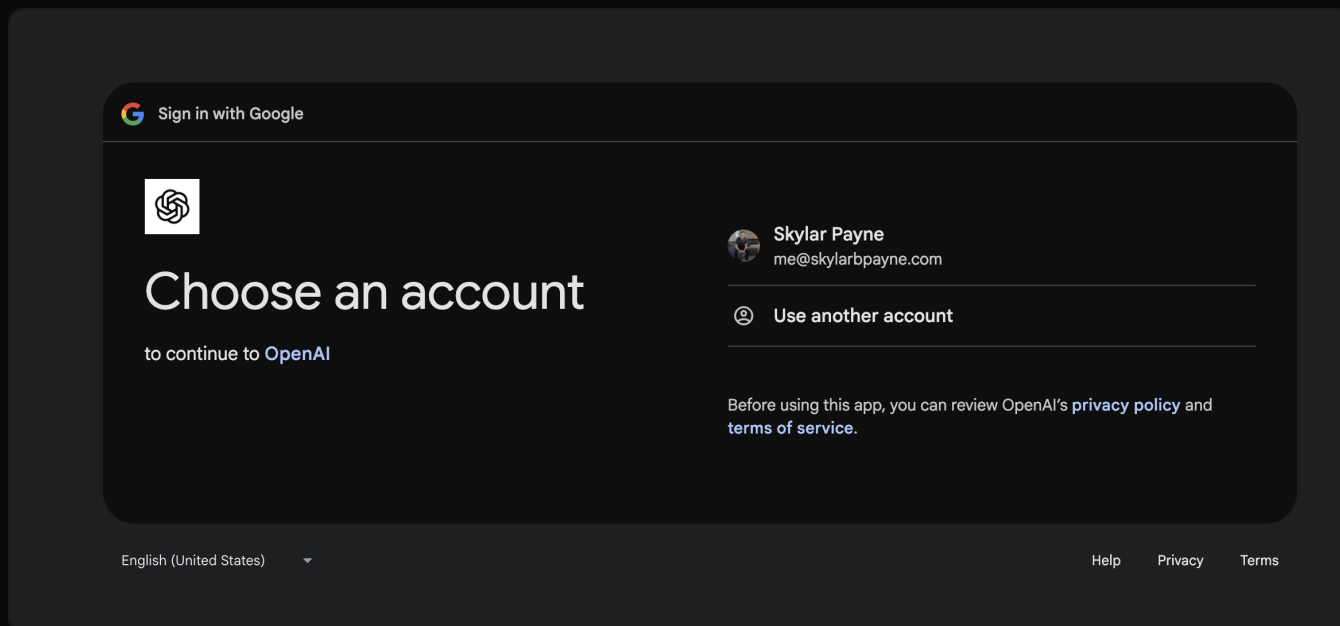 Sign in with Google
Choose an account
to continue to OpenAI
Skylar Payne
me@skylarbpayne.com
Use another account
Before using this app, you can review OpenAI’s privacy policy and
terms of service.
English (United States)
Help
Privacy
Terms